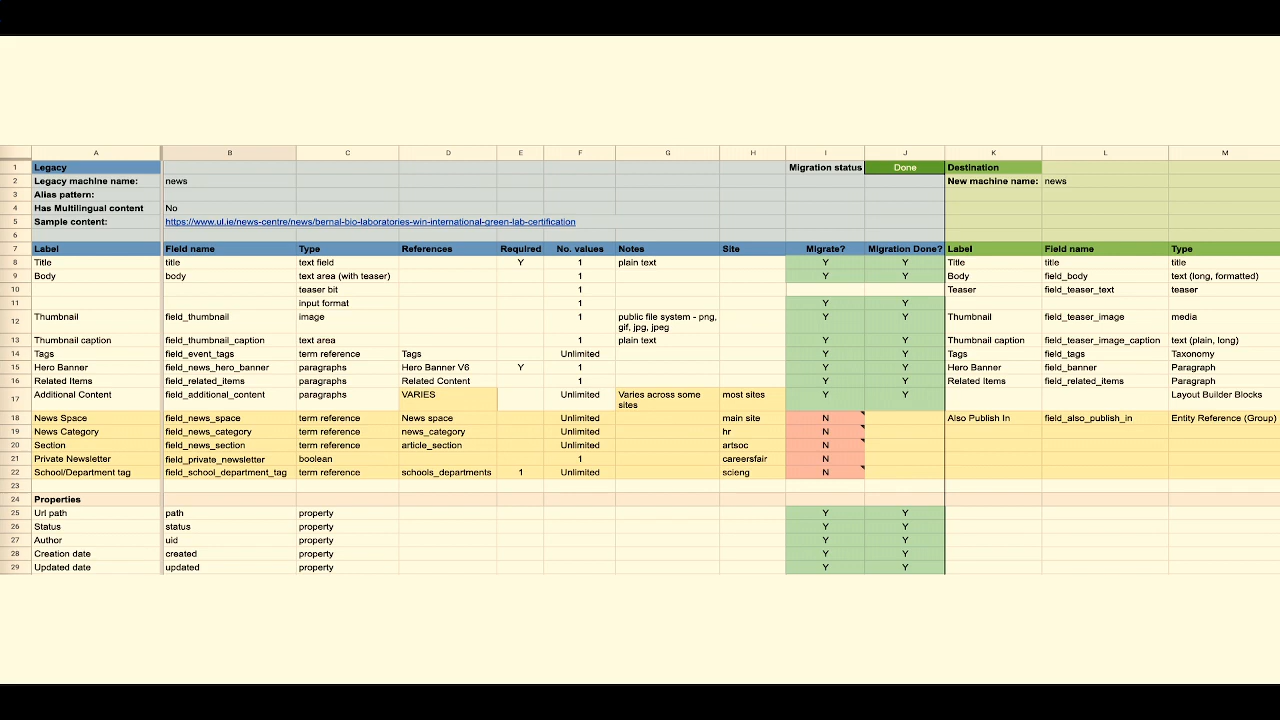 A B C D E F G H I J K L M
1 Legacy Migration status Done Destination
2 Legacy machine name: news New machine name: news
3 Alias pattern:
4 Has Multilingual content No
5 Sample content: https://www.ul.ie/news-centre/news/bernal-bio-laboratories-win-international-green-lab-certification
6
7 Label Field name Type References Required No. values Notes Site Migrate? Migration Done? Label Field name Type
8 Title title text field Y 1 plain text Y Y Title title title
9 Body body text area (with teaser) 1 Y Y Body field_body text (long, formatted)
10 teaser bit 1 Teaser field_teaser_text teaser
11 input format 1 Y Y
12 Thumbnail field_thumbnail image 1 public file system - png, Y Y Thumbnail field_teaser_image media
gif, jpg, jpeg
13 Thumbnail caption field_thumbnail_caption text area 1 plain text Y Y Thumbnail caption field_teaser_image_caption text (plain, long)
14 Tags field_event_tags term reference Tags Unlimited Y Y Tags field_tags Taxonomy
15 Hero Banner field_news_hero_banner paragraphs Hero Banner V6 Y 1 Y Y Hero Banner field_banner Paragraph
16 Related Items field_related_items paragraphs Related Content 1 Y Y Related Items field_related_items Paragraph
17 Additional Content field_additional_content paragraphs VARIES Unlimited Varies across some most sites Y Y Layout Builder Blocks
sites
18 News Space field_news_space term reference News space Unlimited main site N Also Publish In field_also_publish_in Entity Reference (Group)
19 News Category field_news_category term reference news_category Unlimited hr N
20 Section field_news_section term reference article_section Unlimited artsoc N
21 Private Newsletter field_private_newsletter boolean 1 careersfair N
22 School/Department tag field_school_department_tag term reference schools_departments 1 Unlimited scieng N
23
24 Properties
25 Url path path property Y Y
26 Status status property Y Y
27 Author uid property Y Y
28 Creation date created property Y Y
29 Updated date updated property Y Y